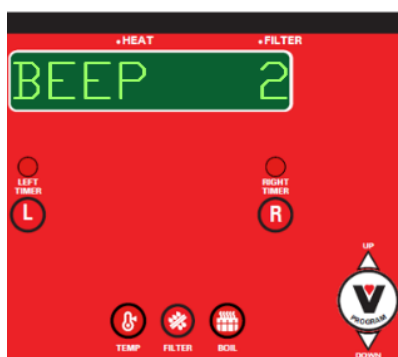 •HEAT •FILTER
BEEP 2
LEFT TIMER
RIGHT TIMER
L
R
UP
V
PROGRAM
DOWN
TEMP FILTER BOIL